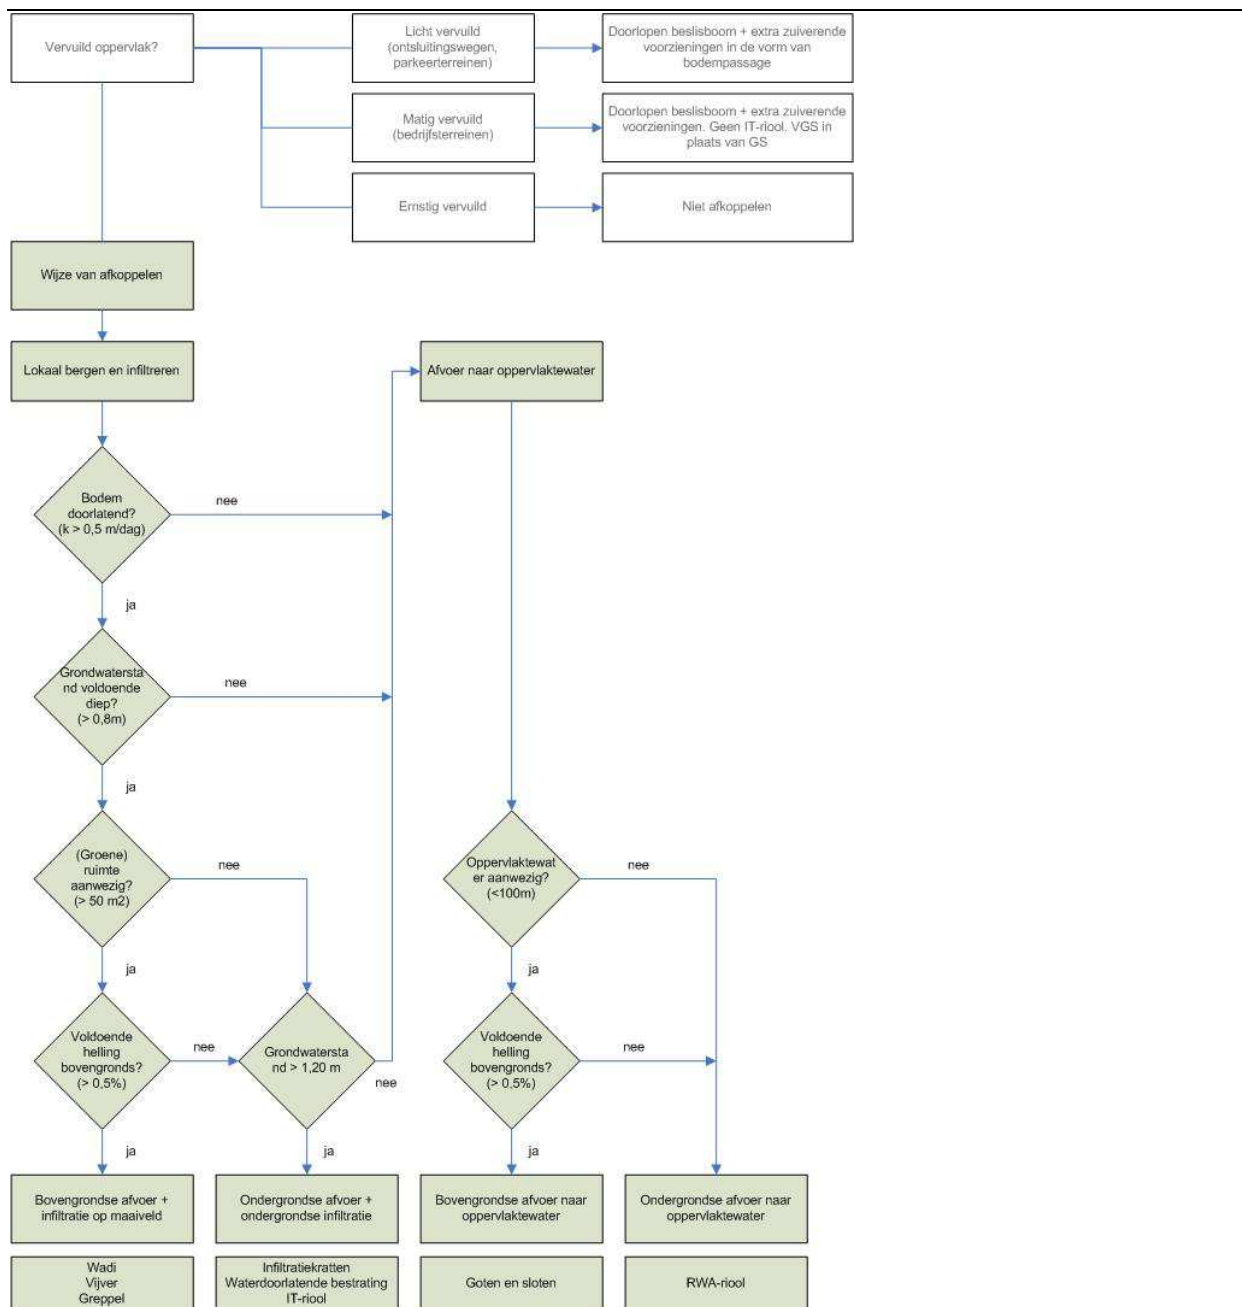 Vervuild oppervlak?
Licht vervuild
(ontsluitingswegen,
parkeerterreinen)
Doorlopen beslisboom + extra zuiverende
voorzieningen in de vorm van
bodempassage
Matig vervuild
(bedrijfsterreinen)
Doorlopen beslisboom + extra zuiverende
voorzieningen. Geen IT-riool. VGS in
plaats van GS
Ernstig vervuild
Niet afkoppelen
Wijze van afkoppelen
Lokaal bergen en infiltreren
Afvoer naar oppervlaktewater
Bodem
doorlatend?
(k > 0,5 m/dag)
nee
ja
Grondwatersta
nd voldoende
diep?
(> 0,8m)
nee
ja
(Groene)
ruimte
aanwezig?
(> 50 m2)
nee
ja
Oppervlaktewat
er aanwezig?
(<100m)
nee
ja
Voldoende
helling
bovengronds?
(> 0,5%)
nee
ja
Grondwatersta
nd > 1,20 m
nee
ja
Voldoende
helling
bovengronds?
(> 0,5%)
nee
ja
Bovengrondse afvoer +
infiltratie op maaiveld
Ondergrondse afvoer +
ondergrondse infiltratie
Bovengrondse afvoer naar
oppervlaktewater
Ondergrondse afvoer naar
oppervlaktewater
Wadi
Vijver
Greppel
Infiltratiekratten
Waterdoorlatende bestrating
IT-riool
Goten en sloten
RWA-riool